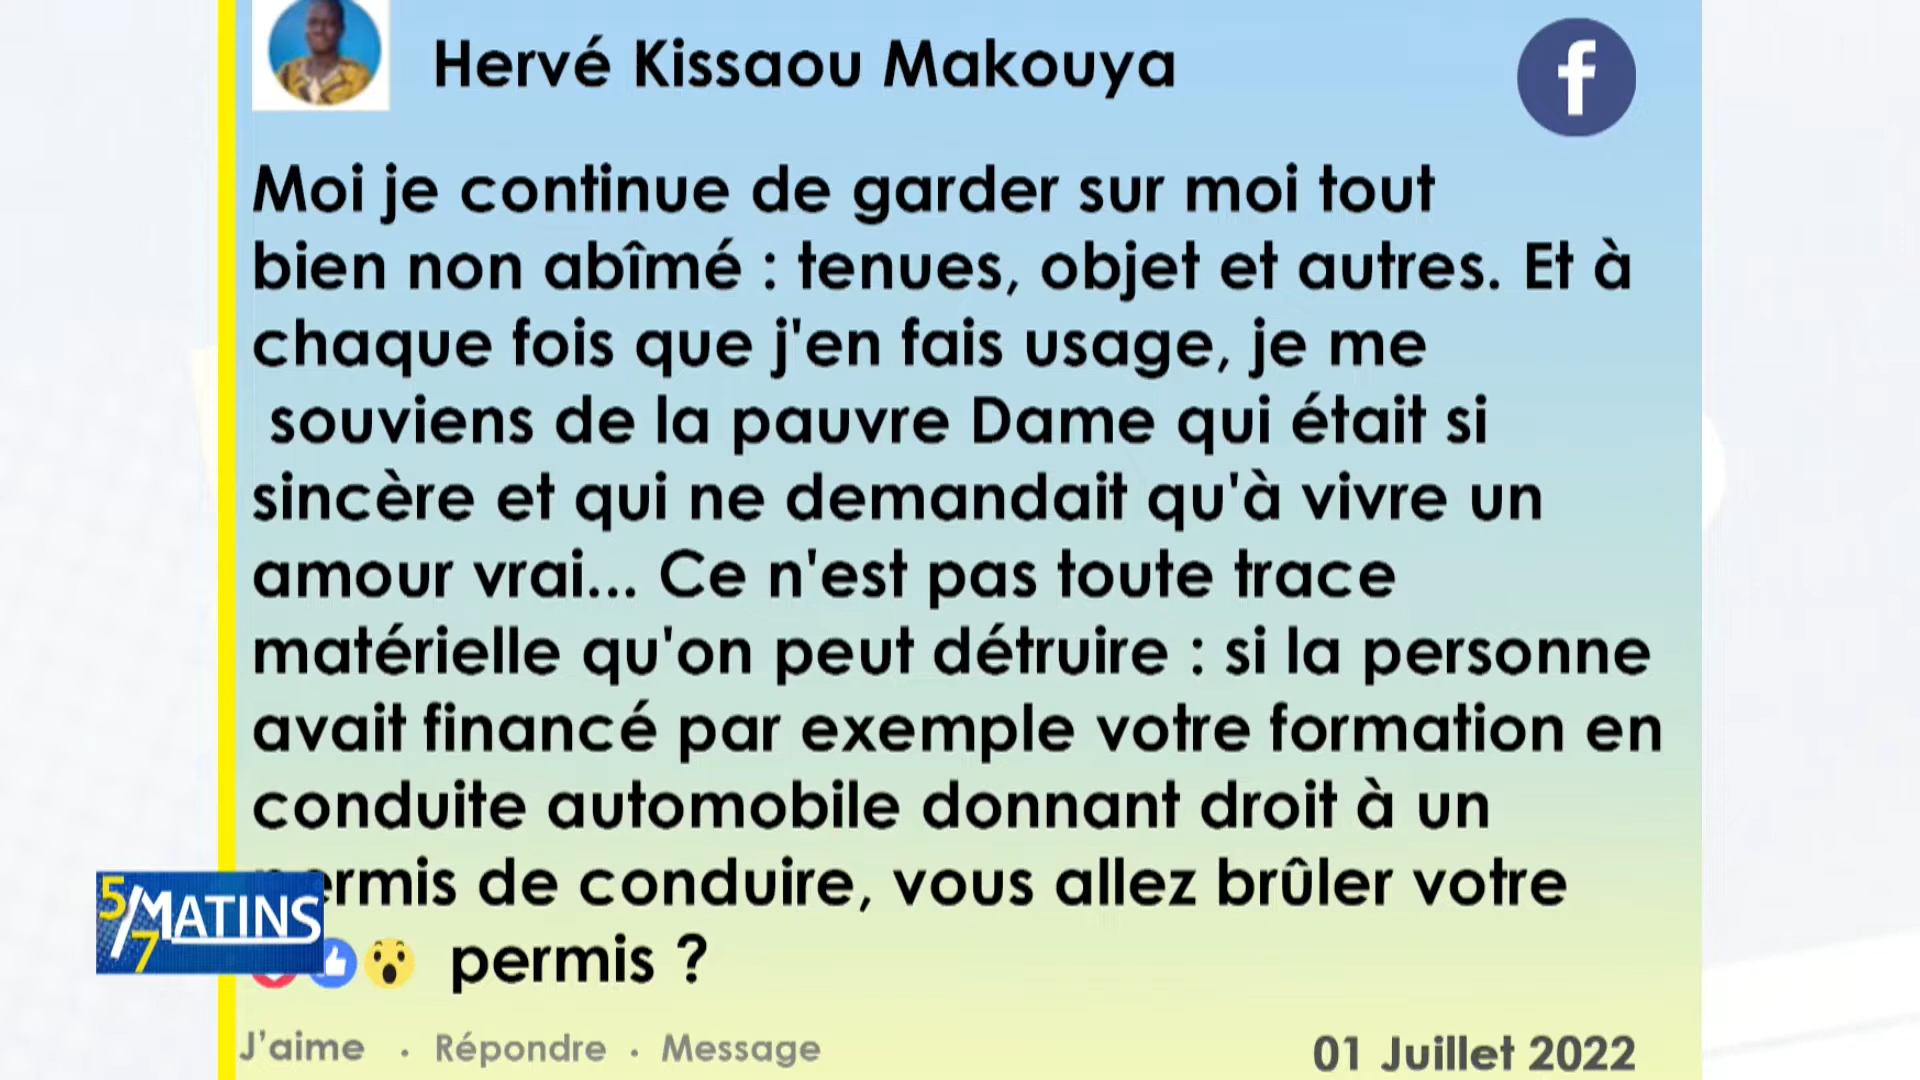 Hervé Kissaou Makouya
f
Moi je continue de garder sur moi tout
bien non abîmé : tenues, objet et autres. Et à
chaque fois que j'en fais usage, je me
souviens de la pauvre Dame qui était si
sincère et qui ne demandait qu'à vivre un
amour vrai... Ce n'est pas toute trace
matérielle qu'on peut détruire : si la personne
avait financé par exemple votre formation en
conduite automobile donnant droit à un
permis de conduire, vous allez brûler votre
permis ?
5/7 MATINS
J'aime . Répondre . Message
01 Juillet 2022